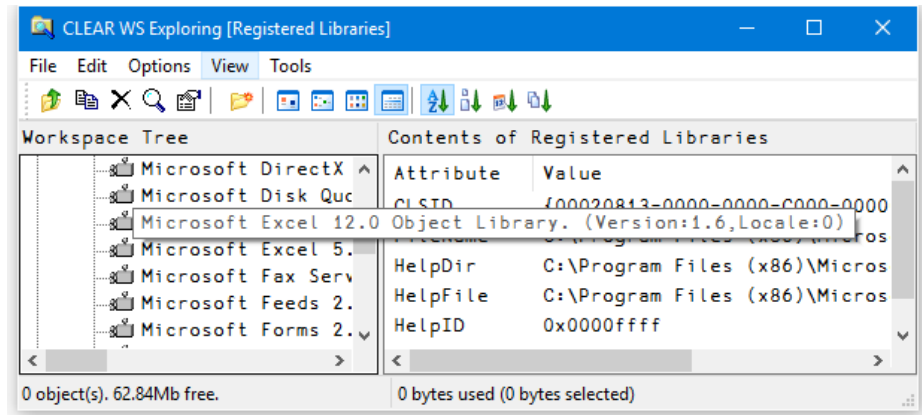 CLEAR WS Exploring [Registered Libraries]
File Edit Options View Tools
Workspace Tree
Contents of Registered Libraries
Microsoft DirectX
Microsoft Disk Quc
Microsoft Excel 12.0 Object Library. (Version:1.6,Locale:0)
Microsoft Excel 5.
Microsoft Fax Serv
Microsoft Feeds 2.
Microsoft Forms 2.
Attribute Value
CLSID {00020813-0000-0000-C000-0000
HelpDir C:\Program Files (x86)\Micros
HelpFile C:\Program Files (x86)\Micros
HelpID 0x0000ffff
0 object(s). 62.84Mb free.
0 bytes used (0 bytes selected)